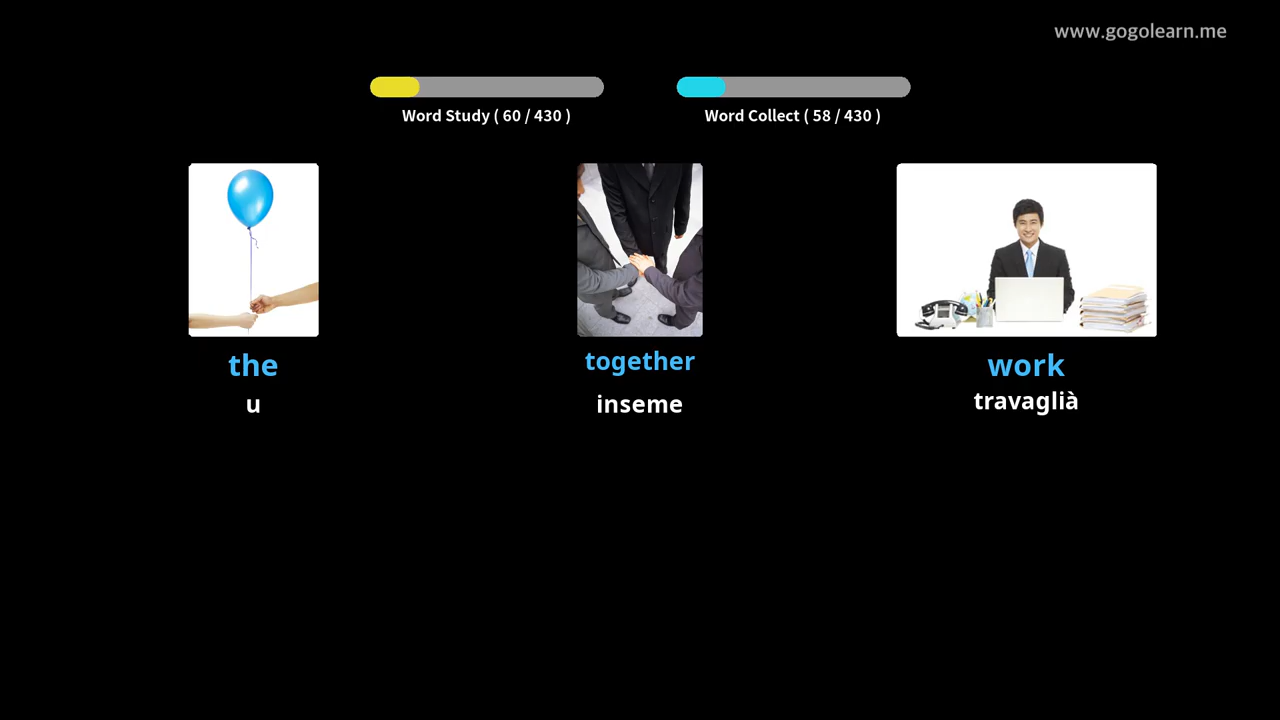 www.gogolearn.me
Word Study ( 60 / 430 )
Word Collect ( 58 / 430 )
the
together
work
u
inseme
travaglià